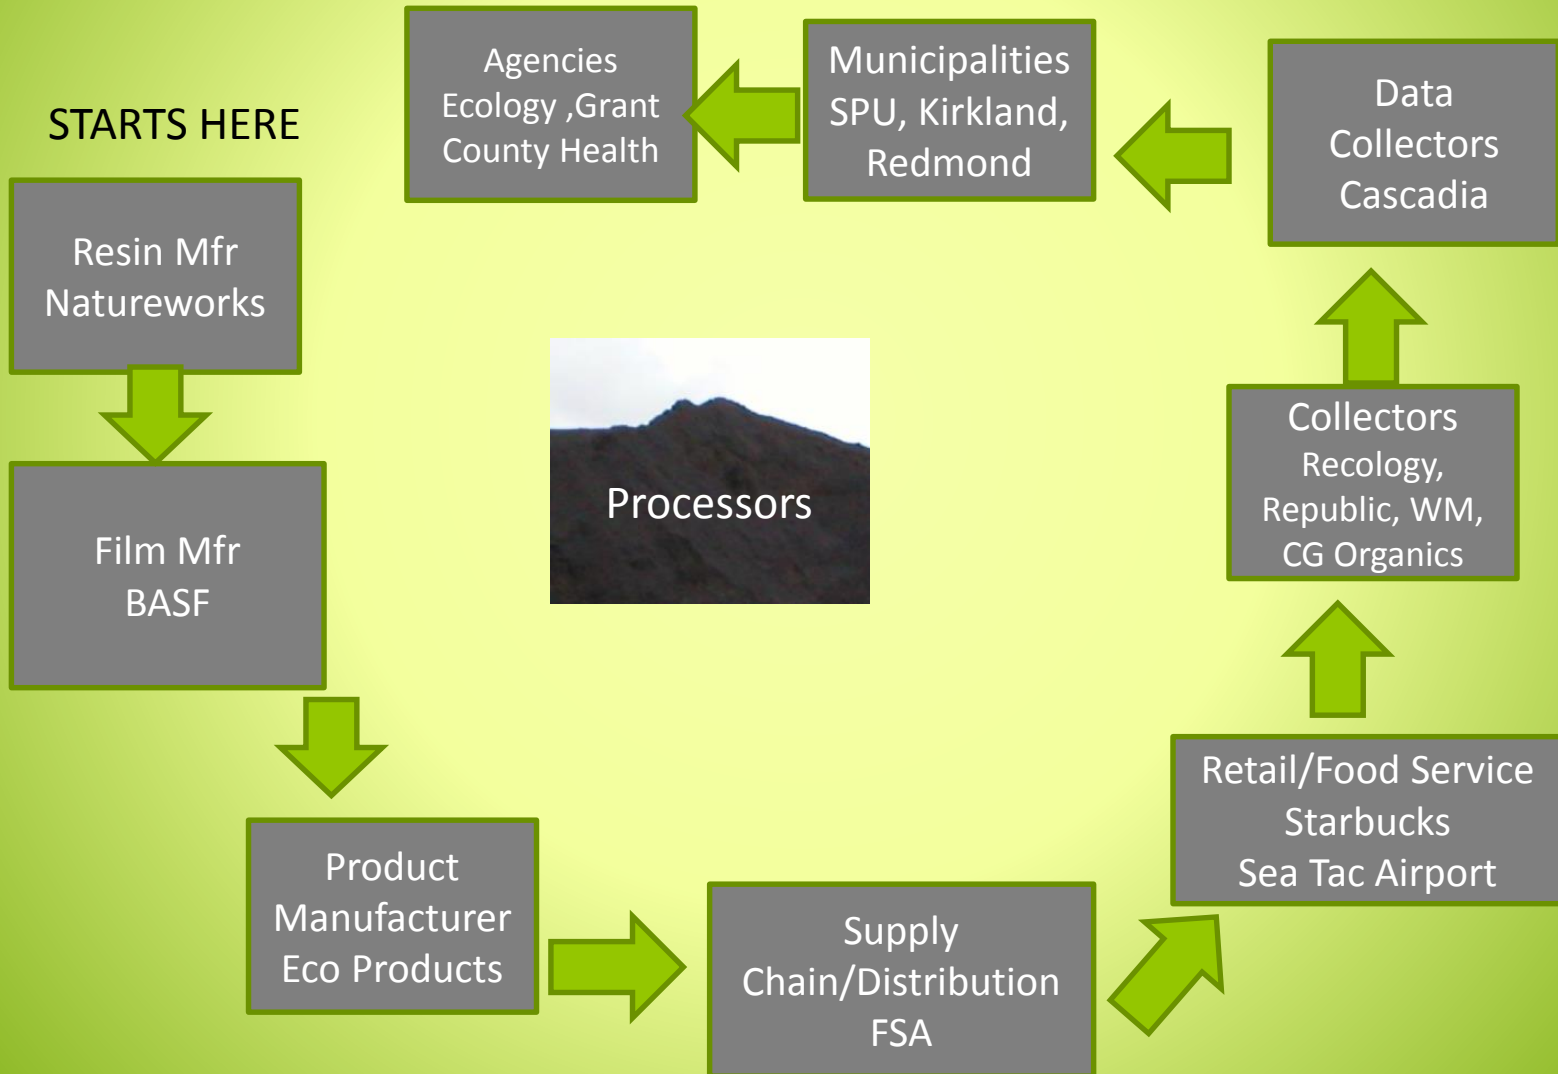 STARTS HERE
Resin Mfr
Natureworks
Film Mfr
BASF
Product
Manufacturer
Eco Products
Supply
Chain/Distribution
FSA
Retail/Food Service
Starbucks
Sea Tac Airport
Collectors
Recology,
Republic, WM,
CG Organics
Data
Collectors
Cascadia
Municipalities
SPU, Kirkland,
Redmond
Agencies
Ecology ,Grant
County Health
Processors